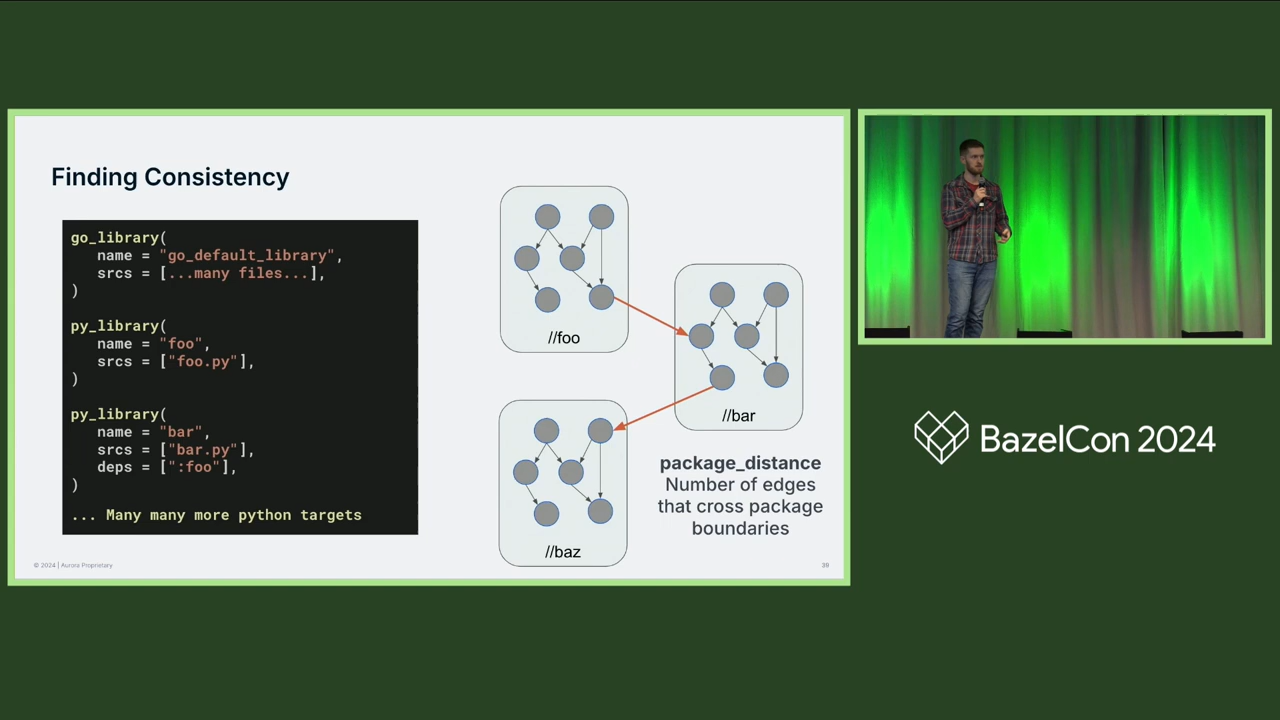 Finding Consistency
go_library(
    name = "go_default_library",
    srcs = [...many files...],
)
py_library(
    name = "foo",
    srcs = ["foo.py"],
)
py_library(
    name = "bar",
    srcs = ["bar.py"],
    deps = [":foo"],
)
... Many many more python targets
//foo
//bar
//baz
package_distance
Number of edges
that cross package
boundaries
© 2024 | Aurora Proprietary
39
BazelCon 2024